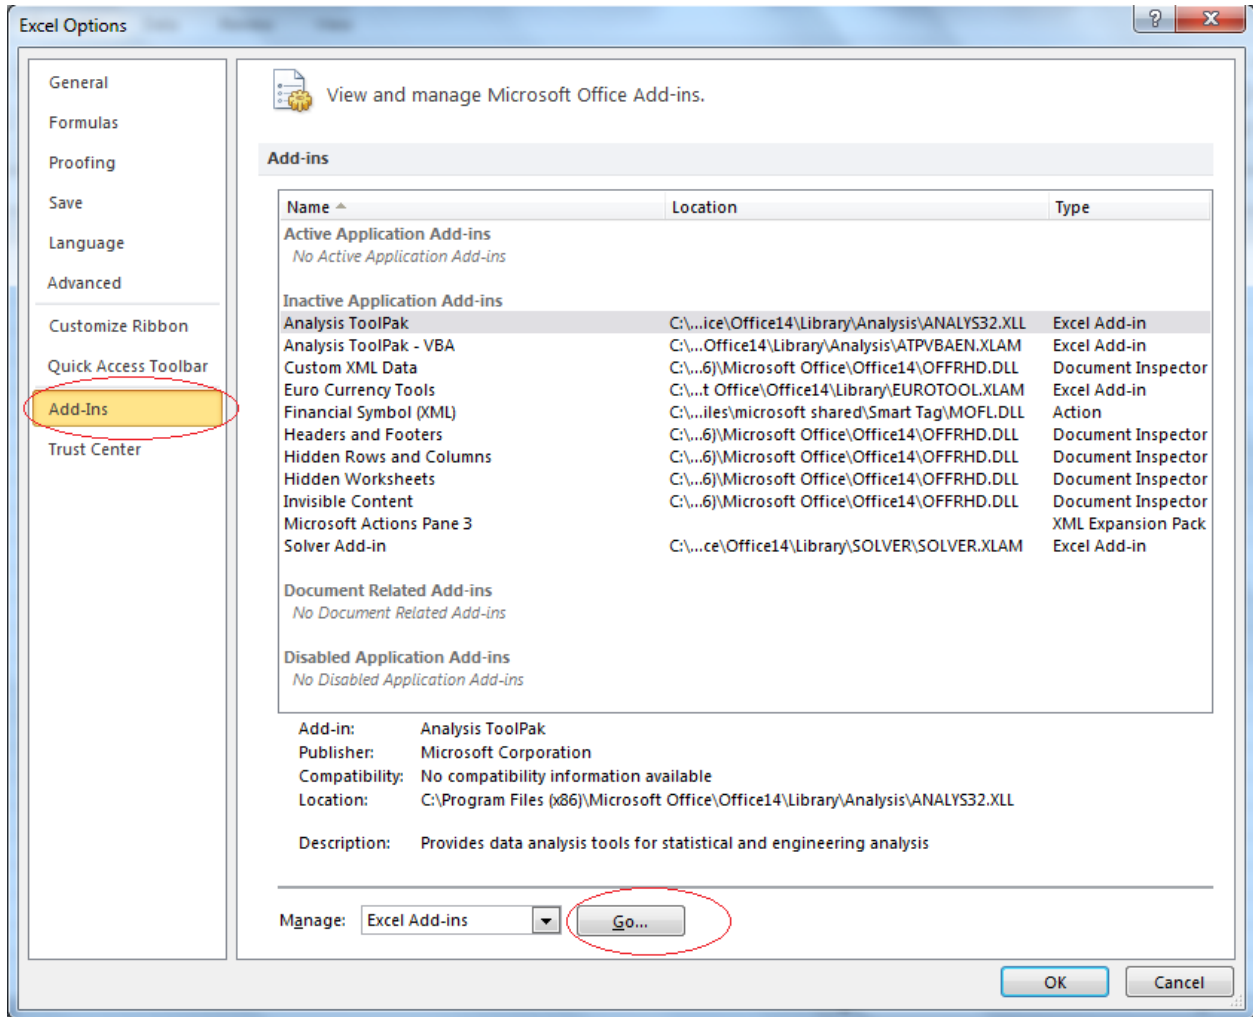 Excel Options
General
Formulas
Proofing
Save
Language
Advanced
Customize Ribbon
Quick Access Toolbar
Add-Ins
Trust Center
View and manage Microsoft Office Add-ins.
Add-ins
Name Location Type
Active Application Add-ins
No Active Application Add-ins
Inactive Application Add-ins
Analysis ToolPak C:\...ice\Office14\Library\Analysis\ANALYS32.XLL Excel Add-in
Analysis ToolPak - VBA C:\...Office14\Library\Analysis\ATPVBAEN.XLAM Excel Add-in
Custom XML Data C:\...6)\Microsoft Office\Office14\OFFRHD.DLL Document Inspector
Euro Currency Tools C:\...t Office\Office14\Library\EUROTOOL.XLAM Excel Add-in
Financial Symbol (XML) C:\...iles\microsoft shared\Smart Tag\MOFL.DLL Action
Headers and Footers C:\...6)\Microsoft Office\Office14\OFFRHD.DLL Document Inspector
Hidden Rows and Columns C:\...6)\Microsoft Office\Office14\OFFRHD.DLL Document Inspector
Hidden Worksheets C:\...6)\Microsoft Office\Office14\OFFRHD.DLL Document Inspector
Invisible Content C:\...6)\Microsoft Office\Office14\OFFRHD.DLL Document Inspector
Microsoft Actions Pane 3 XML Expansion Pack
Solver Add-in C:\...ce\Office14\Library\SOLVER\SOLVER.XLAM Excel Add-in
Document Related Add-ins
No Document Related Add-ins
Disabled Application Add-ins
No Disabled Application Add-ins
Add-in: Analysis ToolPak
Publisher: Microsoft Corporation
Compatibility: No compatibility information available
Location: C:\Program Files (x86)\Microsoft Office\Office14\Library\Analysis\ANALYS32.XLL
Description: Provides data analysis tools for statistical and engineering analysis
Manage: Excel Add-ins Go...
OK Cancel